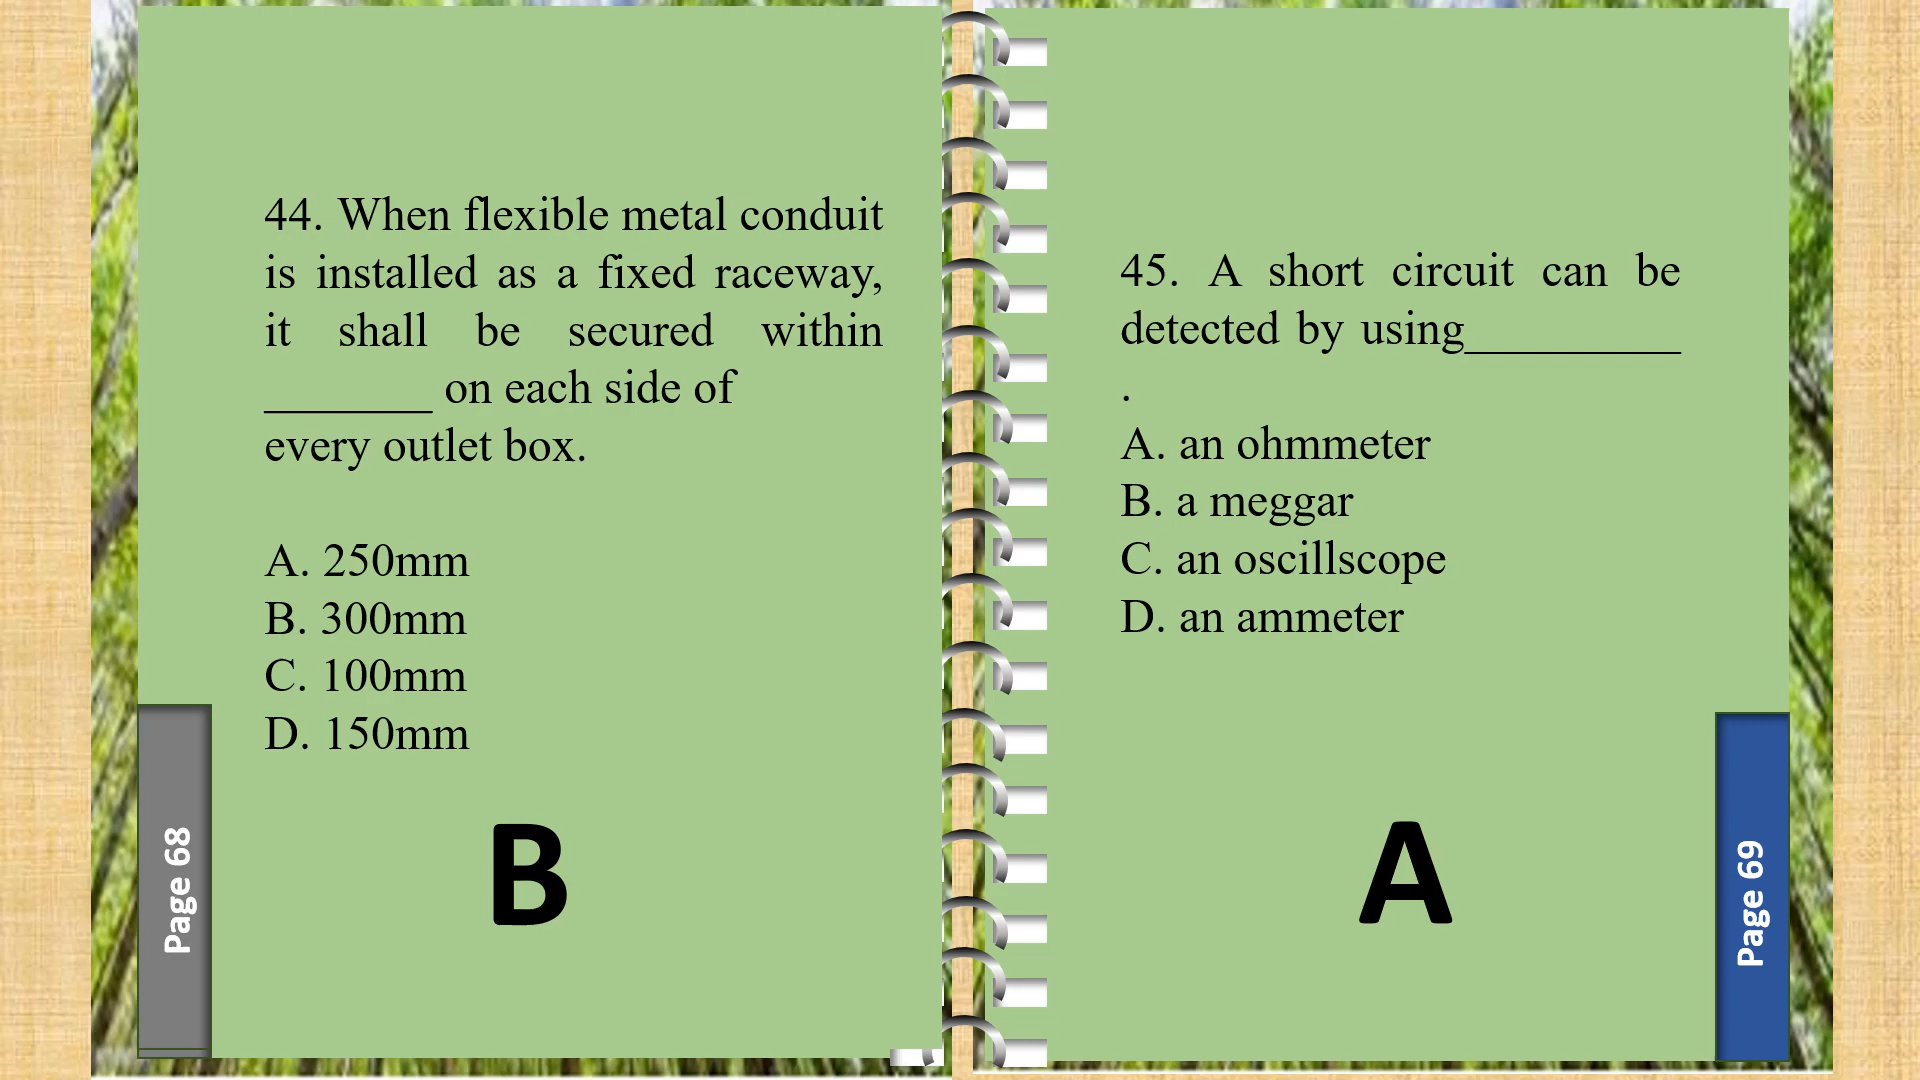 44. When flexible metal conduit
is installed as a fixed raceway,
it shall be secured within
_______ on each side of
every outlet box.
A. 250mm
B. 300mm
C. 100mm
D. 150mm
B
Page 68
45. A short circuit can be
detected by using_________
.
A. an ohmmeter
B. a meggar
C. an oscillscope
D. an ammeter
A
Page 69